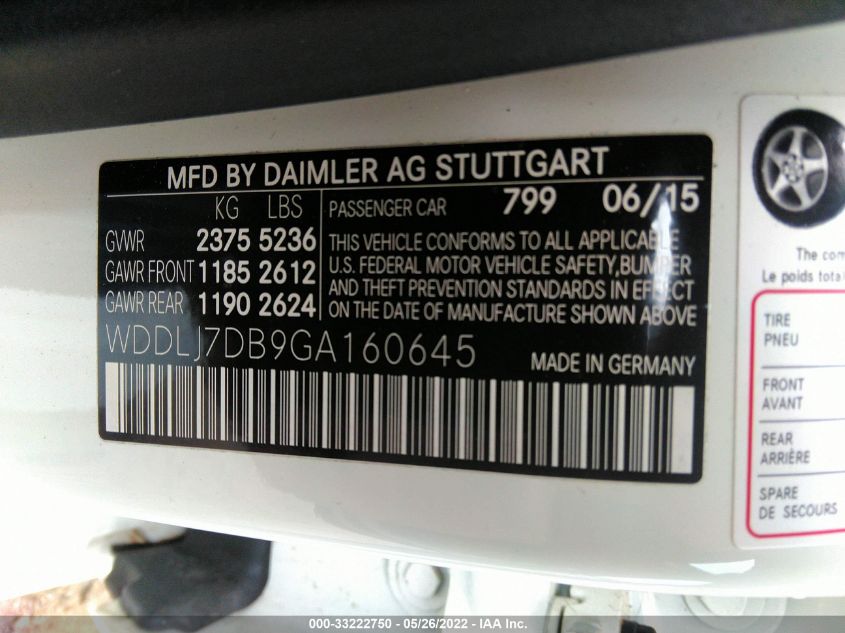 MFD BY DAIMLER AG STUTTGART
KG LBS
GVWR 2375 5236
GAWR FRONT 1185 2612
GAWR REAR 1190 2624
PASSENGER CAR 799 06/15
THIS VEHICLE CONFORMS TO ALL APPLICABLE
U.S. FEDERAL MOTOR VEHICLE SAFETY,BUMPER
AND THEFT PREVENTION STANDARDS IN EFFECT
ON THE DATE OF MANUFACTURE SHOWN ABOVE
WDDLJ7DB9GA160645
MADE IN GERMANY
The com
Le poids tota
TIRE
PNEU
FRONT
AVANT
REAR
ARRIÈRE
SPARE
DE SECOURS
000-33222750 - 05/26/2022 - IAA Inc.